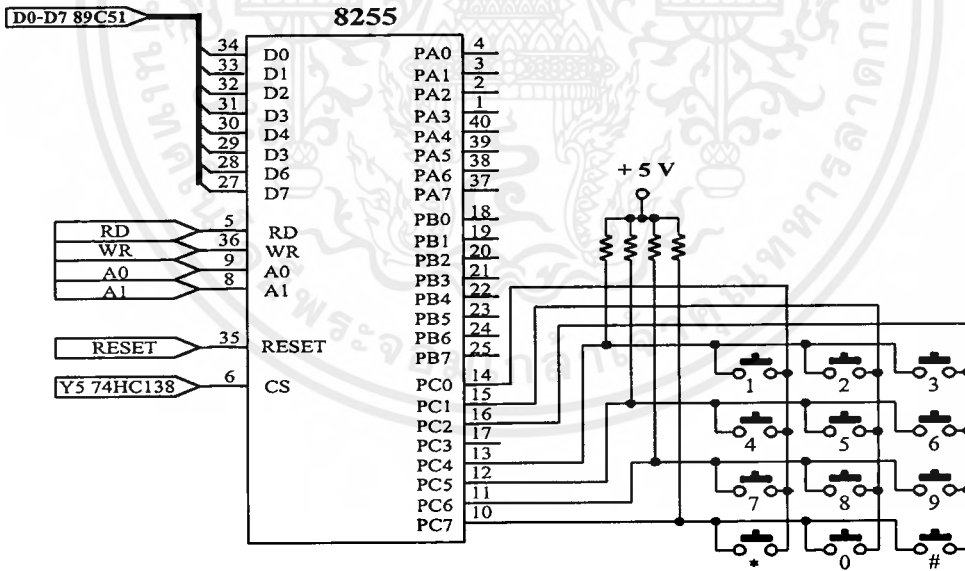 D0-D7 89C51
8255
34 D0
33 D1
32 D2
31 D3
30 D4
29 D3
28 D6
27 D7
RD 5 RD
WR 36 WR
A0 9 A0
A1 8 A1
RESET 35 RESET
Y5 74HC138 6 CS
PA0 4
PA1 3
PA2 2
PA3 1
PA4 40
PA5 39
PA6 38
PA7 37
PB0 18
PB1 19
PB2 20
PB3 21
PB4 22
PB5 23
PB6 24
PB7 25
PC0 14
PC1 15
PC2 16
PC3 17
PC4 13
PC5 12
PC6 11
PC7 10
+ 5 V
1 2 3
4 5 6
7 8 9
* 0 #